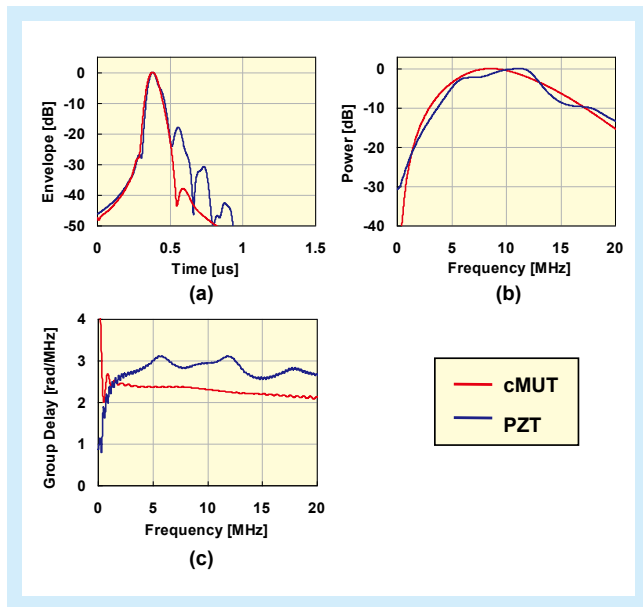 0
-10
-20
-30
-40
-50
Envelope [dB]
0
0.5
1
1.5
Time [us]
(a)
0
-10
-20
-30
-40
Power [dB]
0
5
10
15
20
Frequency [MHz]
(b)
4
3
2
1
0
Group Delay [rad/MHz]
0
5
10
15
20
Frequency [MHz]
(c)
cMUT
PZT